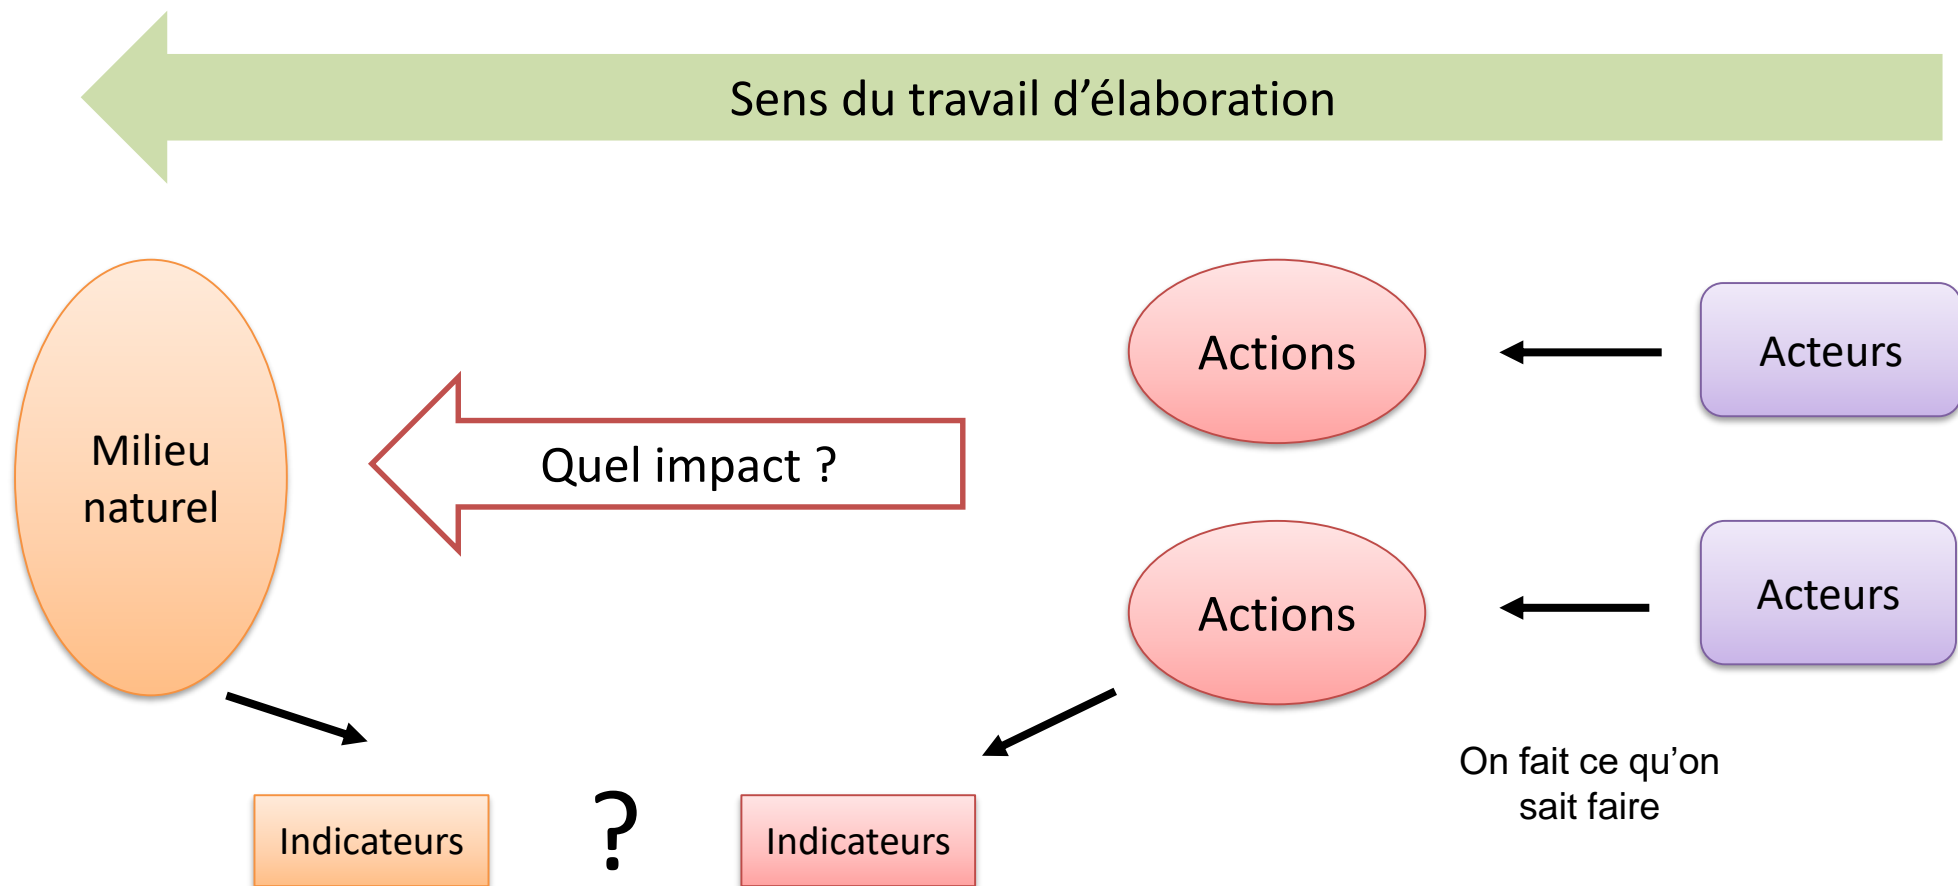 Sens du travail d’élaboration
Milieu
naturel
Quel impact ?
Actions
Acteurs
Actions
Acteurs
On fait ce qu’on
sait faire
Indicateurs
?
Indicateurs